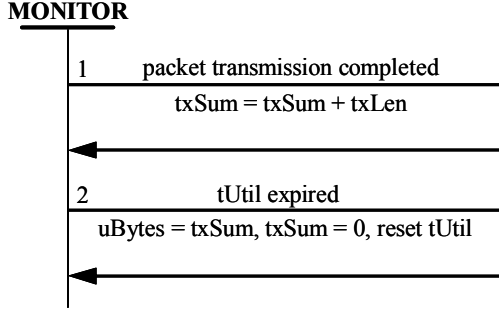 MONITOR
1 packet transmission completed
txSum = txSum + txLen
2 tUtil expired
uBytes = txSum, txSum = 0, reset tUtil